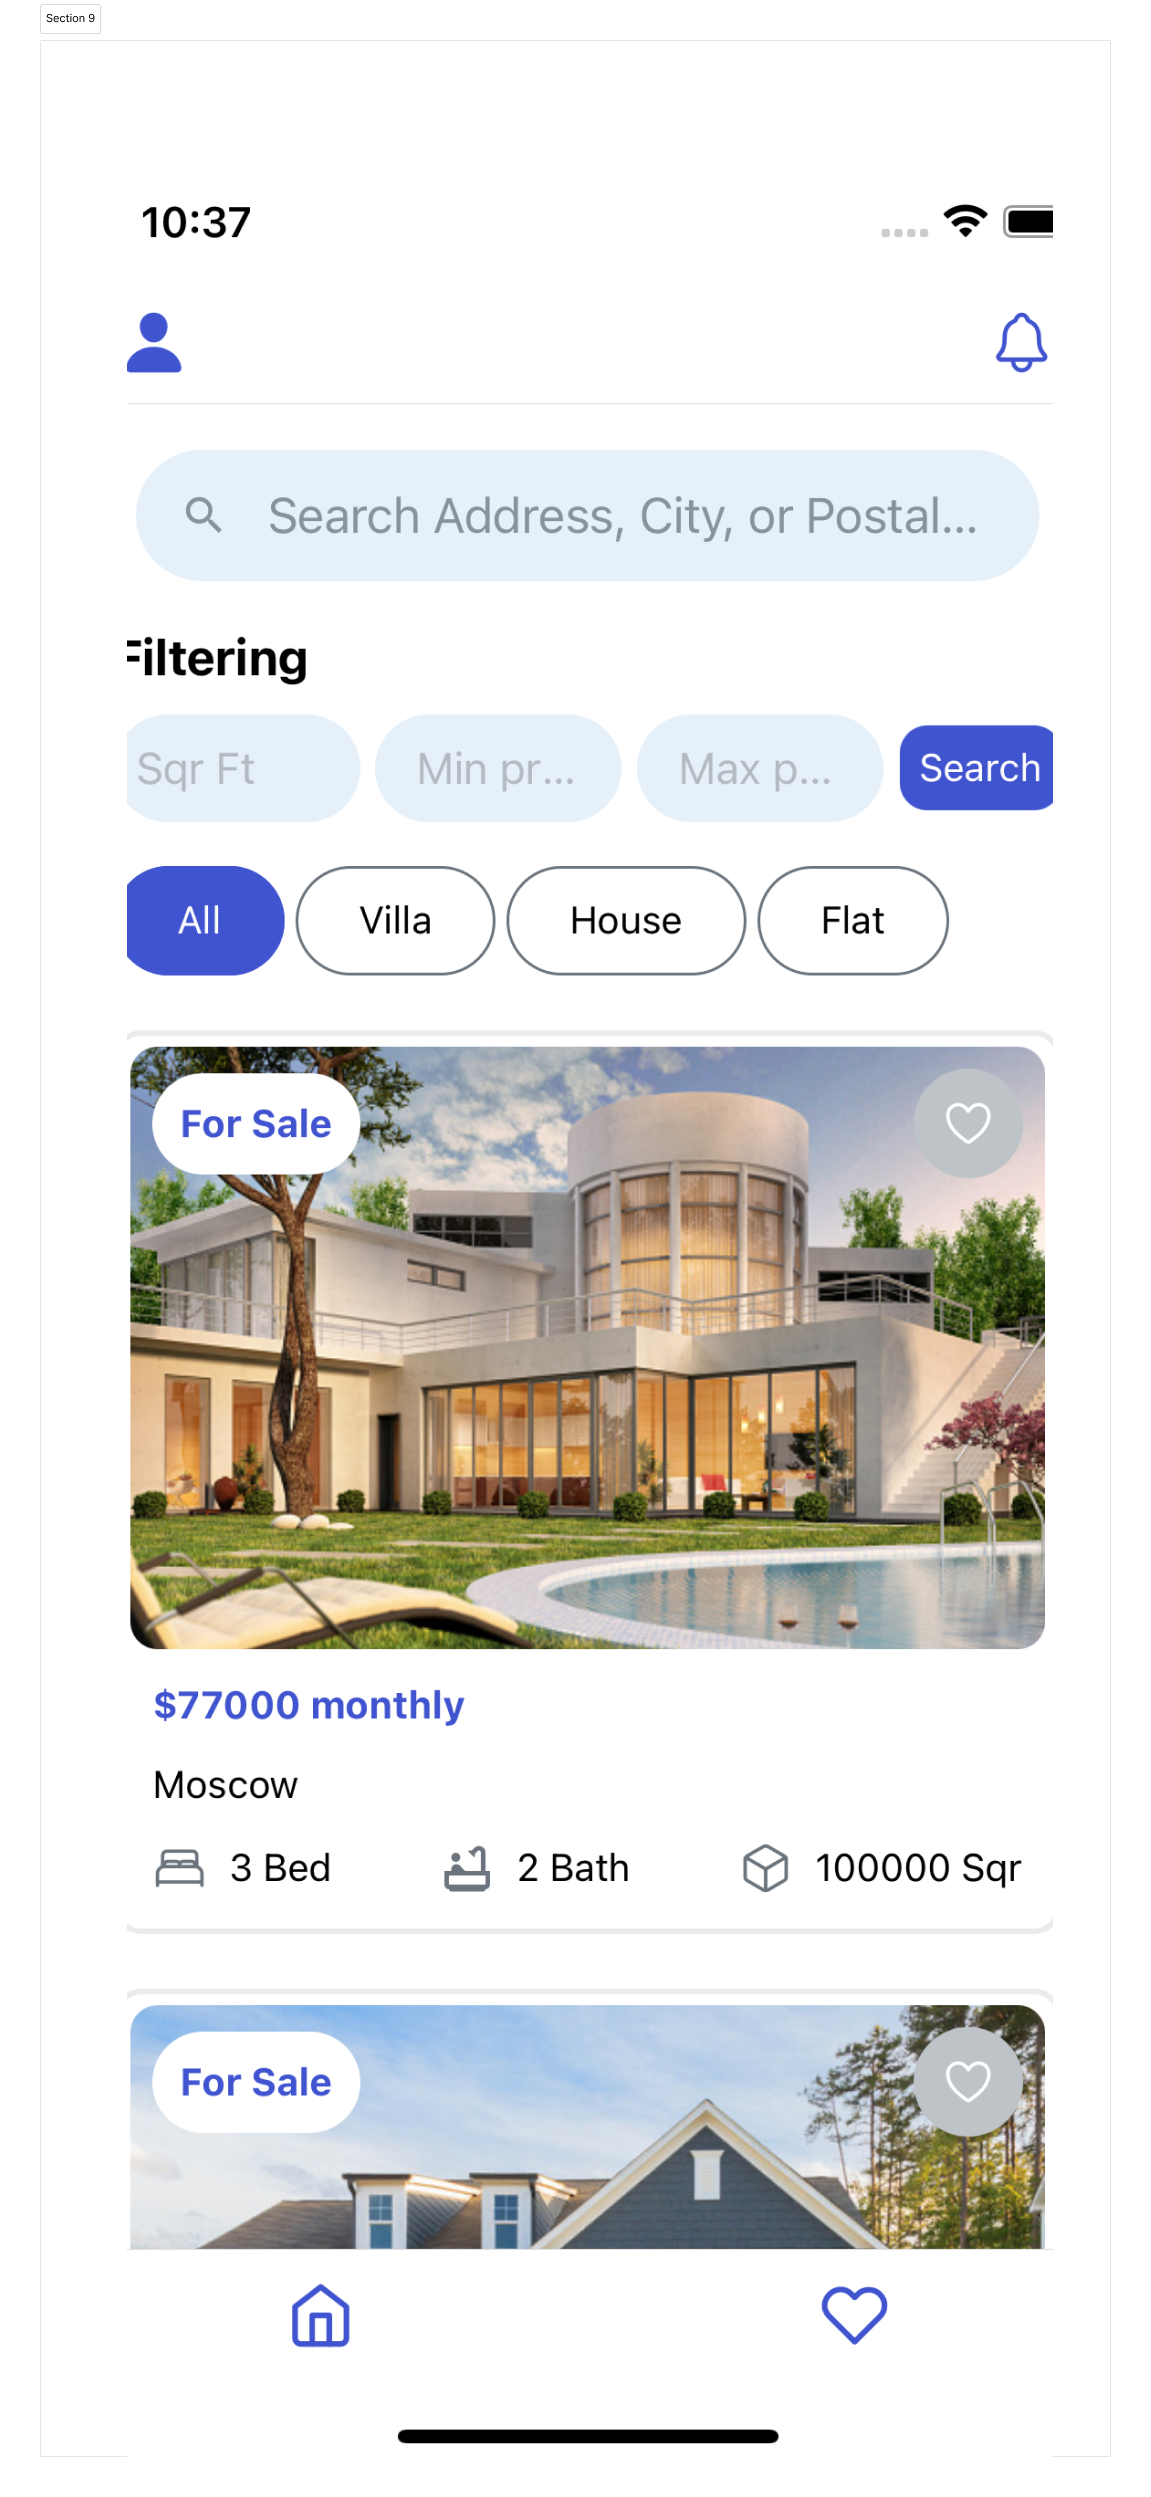 Section 9
10:37
Search Address, City, or Postal...
Filtering
Sqr Ft Min pr... Max p... Search
All Villa House Flat
For Sale
$77000 monthly
Moscow
3 Bed 2 Bath 100000 Sqr
For Sale